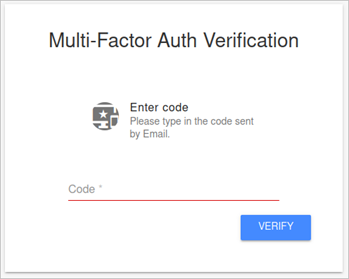 Multi-Factor Auth Verification
Enter code
Please type in the code sent
by Email.
Code *
VERIFY